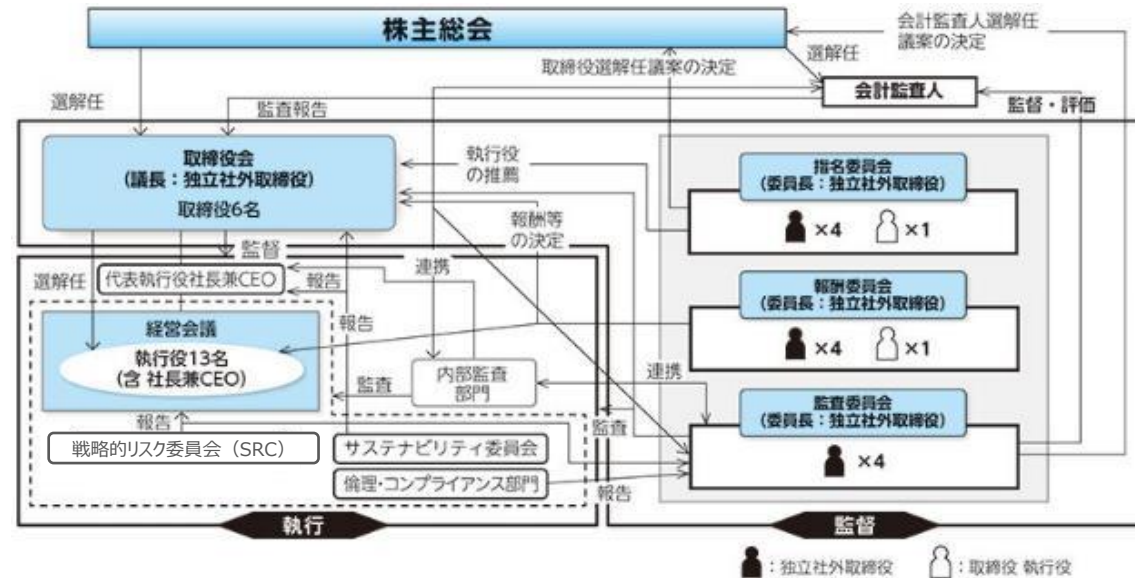 株主総会
会計監査人選解任
議案の決定
選解任
取締役選解任議案の決定
会計監査人
選解任
監査報告
監督・評価
取締役会
(議長：独立社外取締役)
取締役6名
執行役
の推薦
指名委員会
(委員長：独立社外取締役)
×4
×1
報酬等
の決定
監督
選解任
代表執行役社長兼CEO
報告
連携
報酬委員会
(委員長：独立社外取締役)
×4
×1
報告
経営会議
執行役13名
(含 社長兼CEO)
内部監査
部門
連携
監査
監査委員会
(委員長：独立社外取締役)
×4
報告
監査
戦略的リスク委員会（SRC）
サステナビリティ委員会
倫理・コンプライアンス部門
報告
執行
監督
：独立社外取締役
：取締役 執行役